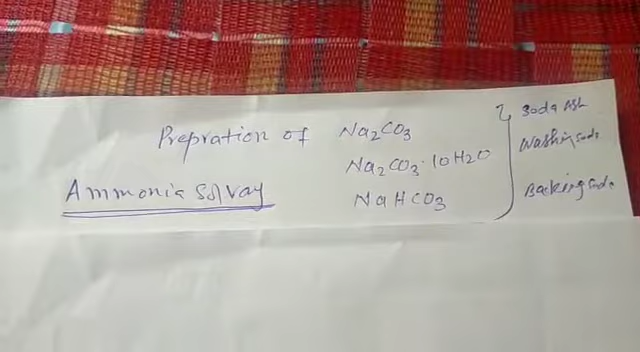 Prepration of Na2CO3 Soda Ash
Na2CO3·10H2O Washing Soda
Ammonia Solvay NaHCO3 Backing Soda